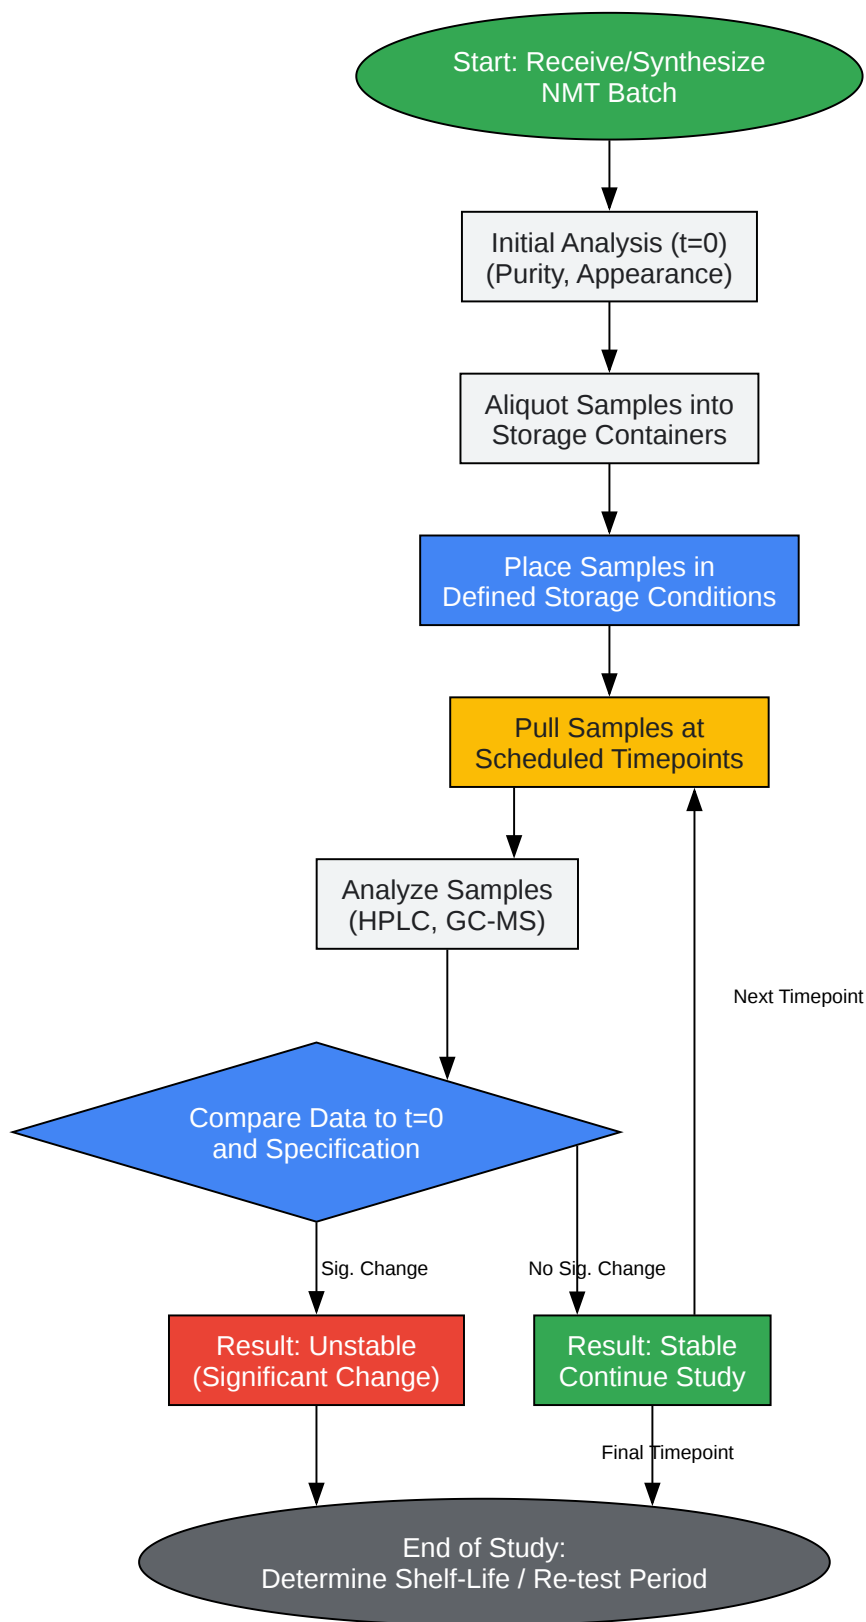 Start: Receive/Synthesize
NMT Batch
Initial Analysis (t=0)
(Purity, Appearance)
Aliquot Samples into
Storage Containers
Place Samples in
Defined Storage Conditions
Pull Samples at
Scheduled Timepoints
Analyze Samples
(HPLC, GC-MS)
Next Timepoint
Compare Data to t=0
and Specification
Sig. Change
No Sig. Change
Result: Unstable
(Significant Change)
Result: Stable
Continue Study
Final Timepoint
End of Study:
Determine Shelf-Life / Re-test Period